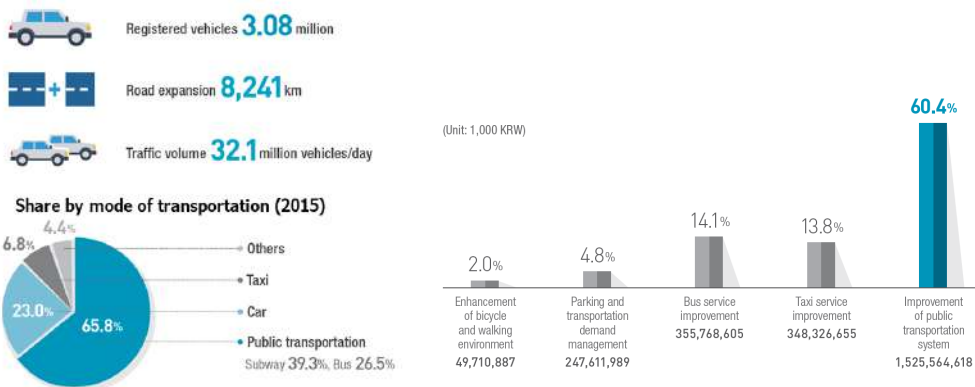 Registered vehicles 3.08 million
Road expansion 8,241 km
Traffic volume 32.1 million vehicles/day
Share by mode of transportation (2015)
4.4%
6.8%
23.0%
65.8%
Others
Taxi
Car
Public transportation
Subway 39.3%, Bus 26.5%
(Unit: 1,000 KRW)
2.0%
4.8%
14.1%
13.8%
60.4%
Enhancement
of bicycle
and walking
environment
49,710,887
Parking and
transportation
demand
management
247,611,989
Bus service
improvement
355,768,605
Taxi service
improvement
348,326,655
Improvement
of public
transportation
system
1,525,564,618